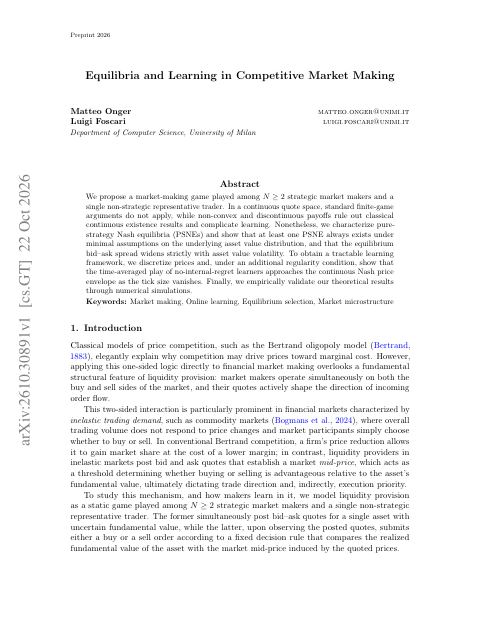 Preprint 2026
Equilibria and Learning in Competitive Market Making
Matteo Onger MATTEO.ONGER@UNIMI.IT
Luigi Foscari LUIGI.FOSCARI@UNIMI.IT
Department of Computer Science, University of Milan
Abstract
We propose a market-making game played among N ≥ 2 strategic market makers and a
single non-strategic representative trader. In a continuous quote space, standard finite-game
arguments do not apply, while non-convex and discontinuous payoffs rule out classical
continuous existence results and complicate learning. Nonetheless, we characterize pure-
strategy Nash equilibria (PSNEs) and show that at least one PSNE always exists under
minimal assumptions on the underlying asset value distribution, and that the equilibrium
bid–ask spread widens strictly with asset value volatility. To obtain a tractable learning
framework, we discretize prices and, under an additional regularity condition, show that
the time-averaged play of no-internal-regret learners approaches the continuous Nash price
envelope as the tick size vanishes. Finally, we empirically validate our theoretical results
through numerical simulations.
Keywords: Market making, Online learning, Equilibrium selection, Market microstructure
1. Introduction
Classical models of price competition, such as the Bertrand oligopoly model (Bertrand,
1883), elegantly explain why competition may drive prices toward marginal cost. However,
applying this one-sided logic directly to financial market making overlooks a fundamental
structural feature of liquidity provision: market makers operate simultaneously on both the
buy and sell sides of the market, and their quotes actively shape the direction of incoming
order flow.
This two-sided interaction is particularly prominent in financial markets characterized by
inelastic trading demand, such as commodity markets (Bogmans et al., 2024), where overall
trading volume does not respond to price changes and market participants simply choose
whether to buy or sell. In conventional Bertrand competition, a firm's price reduction allows
it to gain market share at the cost of a lower margin; in contrast, liquidity providers in
inelastic markets post bid and ask quotes that establish a market mid-price, which acts as
a threshold determining whether buying or selling is advantageous relative to the asset's
fundamental value, ultimately dictating trade direction and, indirectly, execution priority.
To study this mechanism, and how makers learn in it, we model liquidity provision
as a static game played among N ≥ 2 strategic market makers and a single non-strategic
representative trader. The former simultaneously post bid–ask quotes for a single asset with
uncertain fundamental value, while the latter, upon observing the posted quotes, submits
either a buy or a sell order according to a fixed decision rule that compares the realized
fundamental value of the asset with the market mid-price induced by the quoted prices.
arXiv:2610.30891v1 [cs.GT] 22 Oct 2026